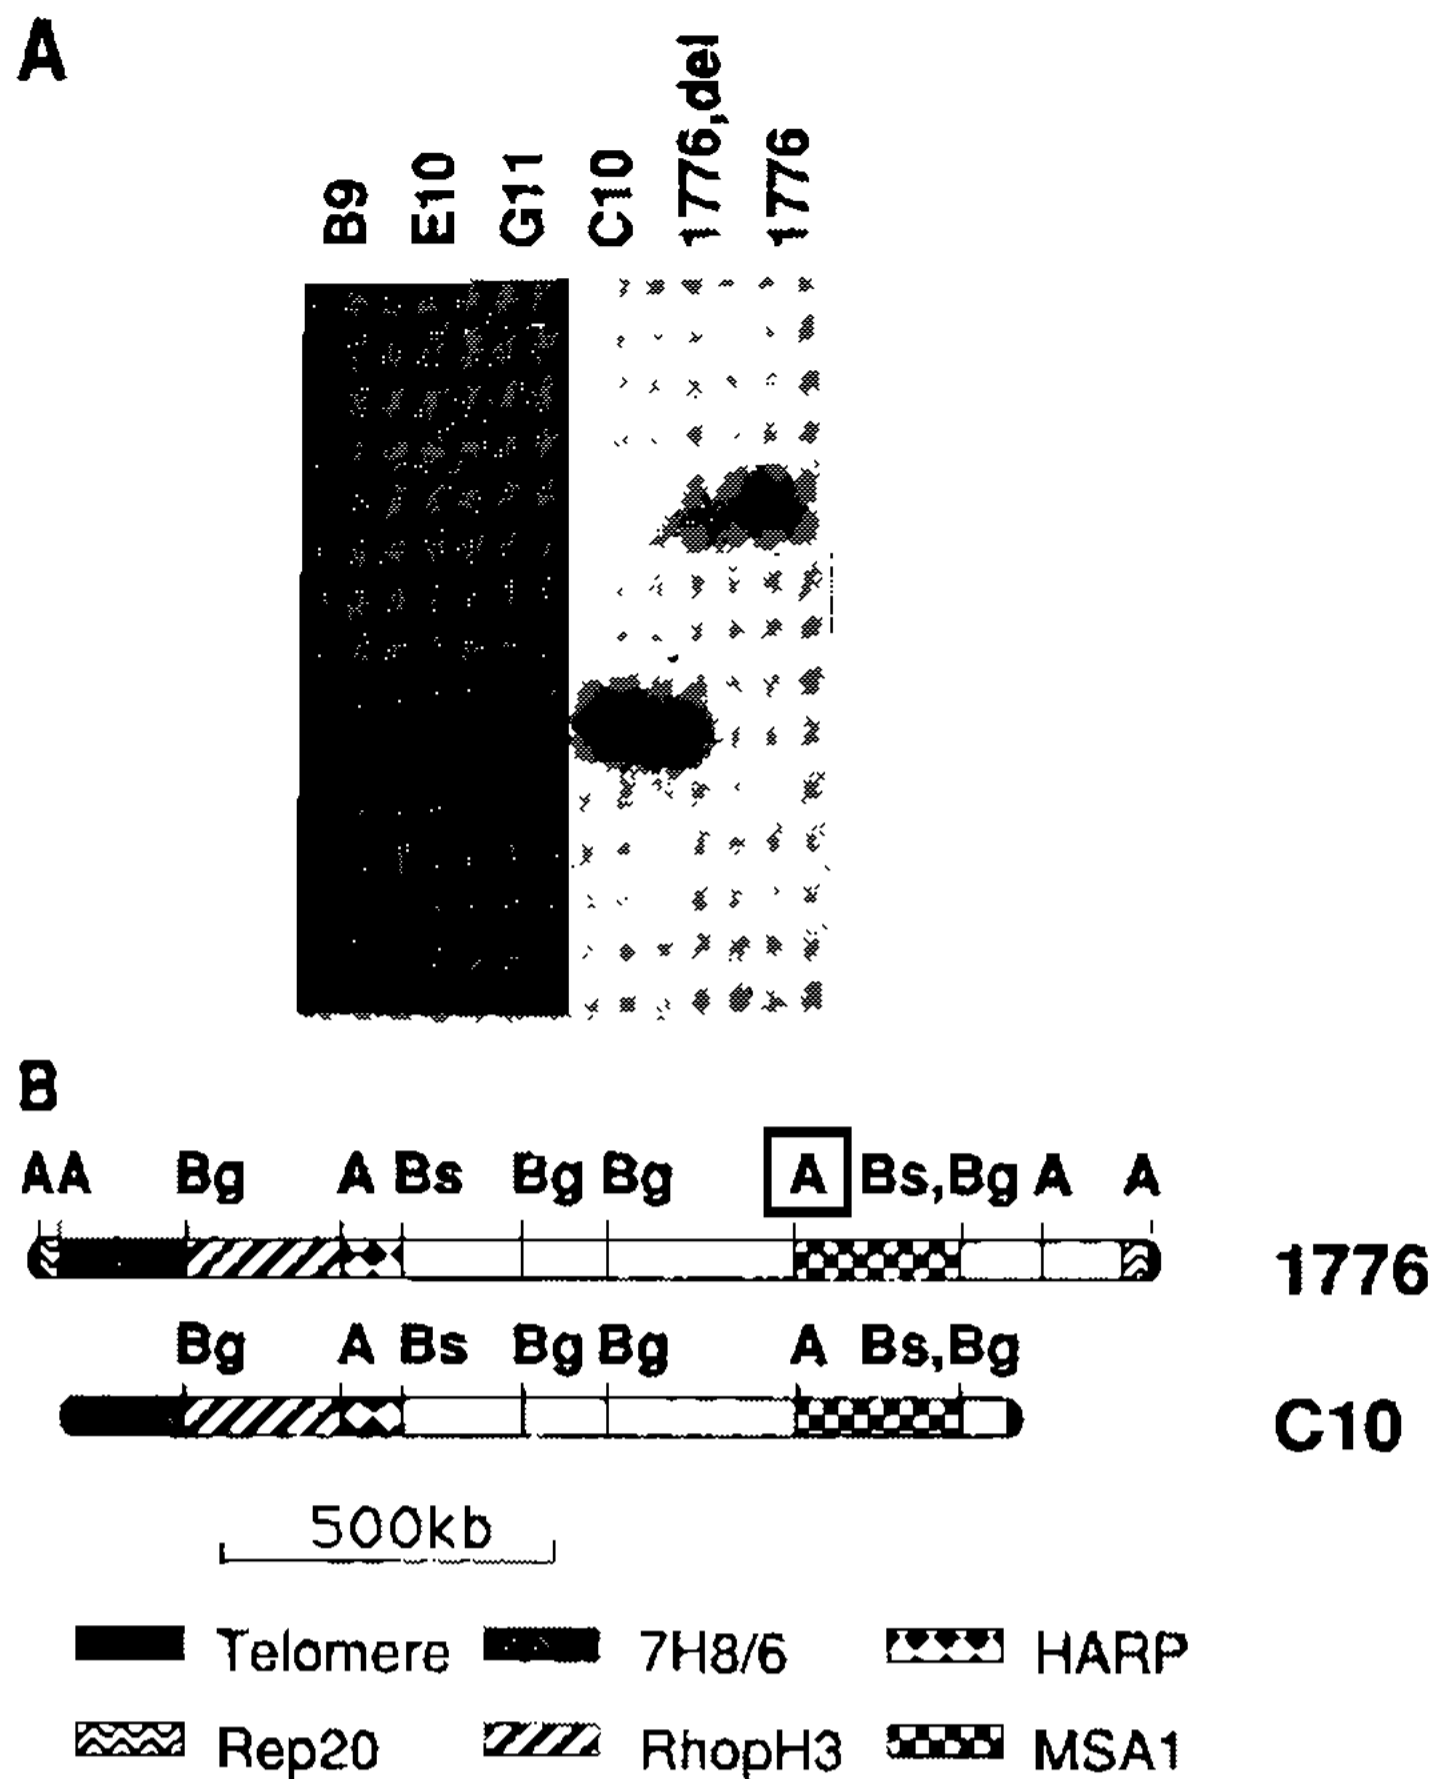 A
B9 E10 G11 C10 1776,del 1776
B
AA Bg A Bs Bg Bg A Bs,Bg A A
1776
Bg A Bs Bg Bg A Bs,Bg
C10
500kb
Telomere 7H8/6 HARP
Rep20 RhopH3 MSA1